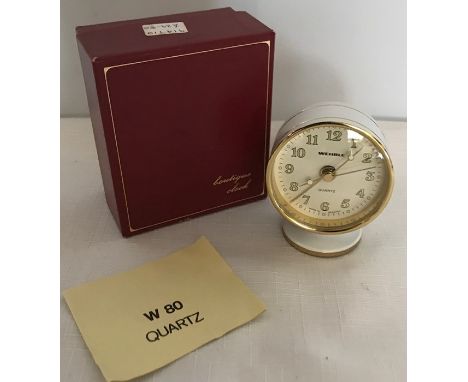 boutique
clock
WEHRLE
12
1
2
3
4
5
6
7
8
9
10
11
QUARTZ
W 80
QUARTZ